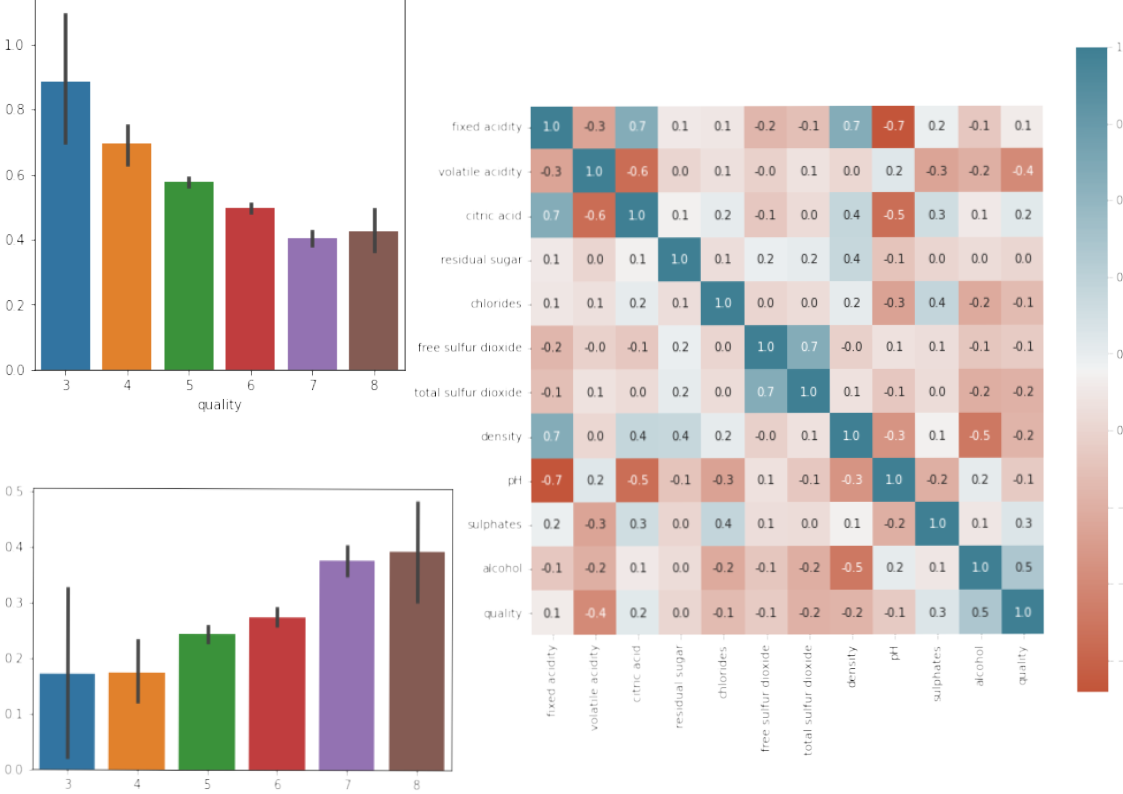 1.0
0.8
0.6
0.4
0.2
0.0
3 4 5 6 7 8
quality
0.5
0.4
0.3
0.2
0.1
0.0
3 4 5 6 7 8
fixed acidity 1.0 -0.3 0.7 0.1 0.1 -0.2 -0.1 0.7 -0.7 0.2 -0.1 0.1
volatile acidity -0.3 1.0 -0.6 0.0 0.1 -0.0 0.1 0.0 0.2 -0.3 -0.2 -0.4
citric acid 0.7 -0.6 1.0 0.1 0.2 -0.1 0.0 0.4 -0.5 0.3 0.1 0.2
residual sugar 0.1 0.0 0.1 1.0 0.1 0.2 0.2 0.4 -0.1 0.0 0.0 0.0
chlorides 0.1 0.1 0.2 0.1 1.0 0.0 0.0 0.2 -0.3 0.4 -0.2 -0.1
free sulfur dioxide -0.2 -0.0 -0.1 0.2 0.0 1.0 0.7 -0.0 0.1 0.1 -0.1 -0.1
total sulfur dioxide -0.1 0.1 0.0 0.2 0.0 0.7 1.0 0.1 -0.1 0.0 -0.2 -0.2
density 0.7 0.0 0.4 0.4 0.2 -0.0 0.1 1.0 -0.3 0.1 -0.5 -0.2
pH -0.7 0.2 -0.5 -0.1 -0.3 0.1 -0.1 -0.3 1.0 -0.2 0.2 -0.1
sulphates 0.2 -0.3 0.3 0.0 0.4 0.1 0.0 0.1 -0.2 1.0 0.1 0.3
alcohol -0.1 -0.2 0.1 0.0 -0.2 -0.1 -0.2 -0.5 0.2 0.1 1.0 0.5
quality 0.1 -0.4 0.2 0.0 -0.1 -0.1 -0.2 -0.2 -0.1 0.3 0.5 1.0
fixed acidity
volatile acidity
citric acid
residual sugar
chlorides
free sulfur dioxide
total sulfur dioxide
density
pH
sulphates
alcohol
quality